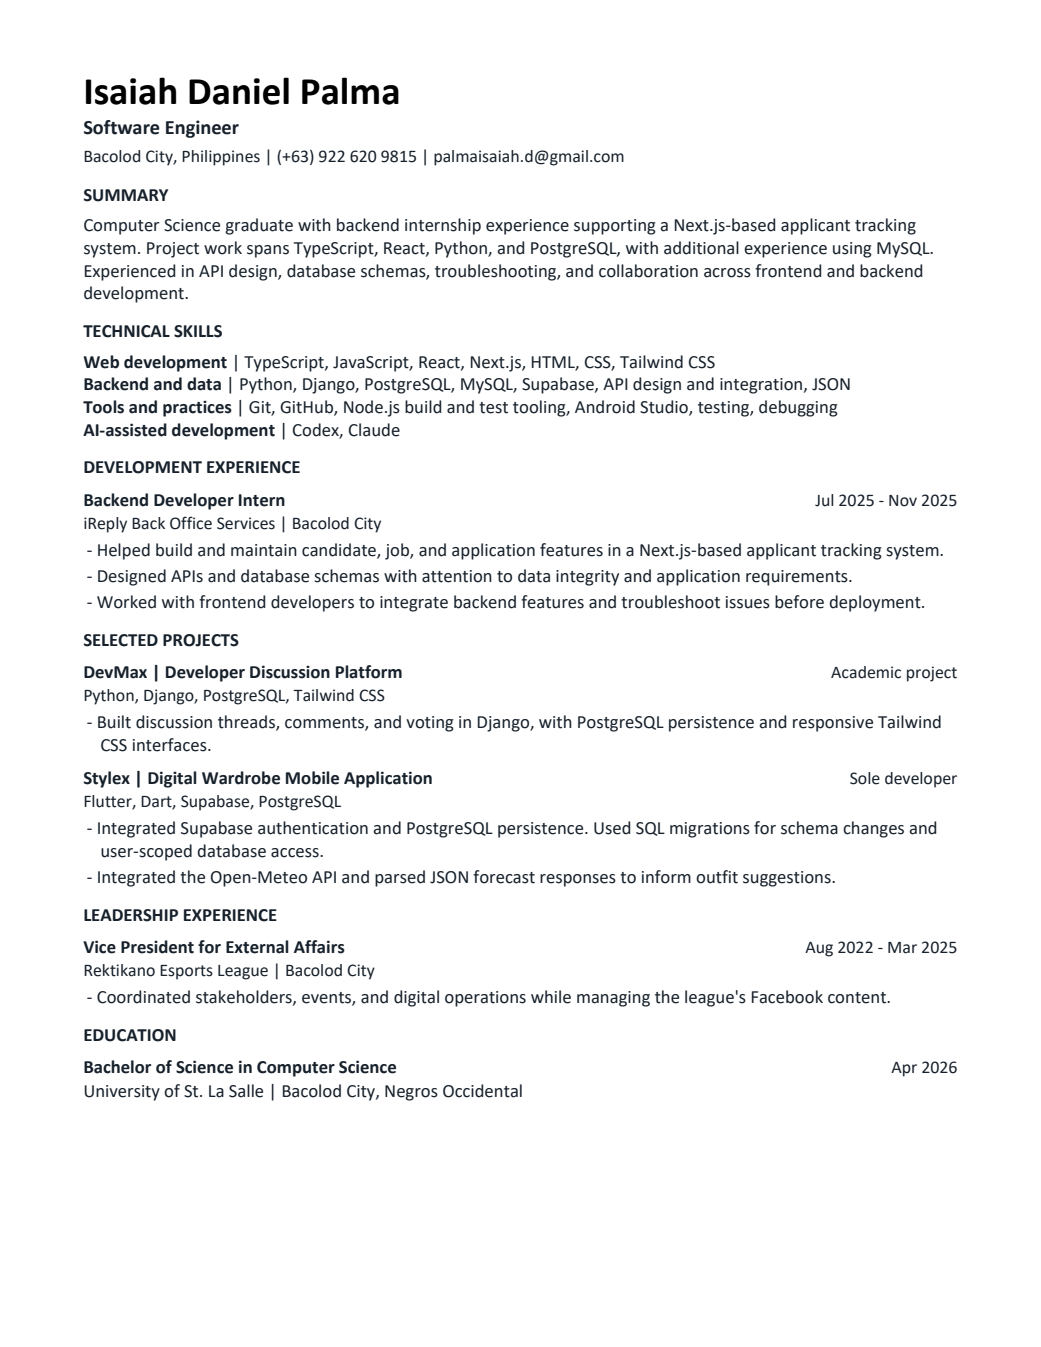 Isaiah Daniel Palma
Software Engineer
Bacolod City, Philippines | (+63) 922 620 9815 | palmaisaiah.d@gmail.com
SUMMARY
Computer Science graduate with backend internship experience supporting a Next.js-based applicant tracking
system. Project work spans TypeScript, React, Python, and PostgreSQL, with additional experience using MySQL.
Experienced in API design, database schemas, troubleshooting, and collaboration across frontend and backend
development.
TECHNICAL SKILLS
Web development | TypeScript, JavaScript, React, Next.js, HTML, CSS, Tailwind CSS
Backend and data | Python, Django, PostgreSQL, MySQL, Supabase, API design and integration, JSON
Tools and practices | Git, GitHub, Node.js build and test tooling, Android Studio, testing, debugging
AI-assisted development | Codex, Claude
DEVELOPMENT EXPERIENCE
Backend Developer Intern Jul 2025 - Nov 2025
iReply Back Office Services | Bacolod City
- Helped build and maintain candidate, job, and application features in a Next.js-based applicant tracking system.
- Designed APIs and database schemas with attention to data integrity and application requirements.
- Worked with frontend developers to integrate backend features and troubleshoot issues before deployment.
SELECTED PROJECTS
DevMax | Developer Discussion Platform Academic project
Python, Django, PostgreSQL, Tailwind CSS
- Built discussion threads, comments, and voting in Django, with PostgreSQL persistence and responsive Tailwind
CSS interfaces.
Stylex | Digital Wardrobe Mobile Application Sole developer
Flutter, Dart, Supabase, PostgreSQL
- Integrated Supabase authentication and PostgreSQL persistence. Used SQL migrations for schema changes and
user-scoped database access.
- Integrated the Open-Meteo API and parsed JSON forecast responses to inform outfit suggestions.
LEADERSHIP EXPERIENCE
Vice President for External Affairs Aug 2022 - Mar 2025
Rektikano Esports League | Bacolod City
- Coordinated stakeholders, events, and digital operations while managing the league's Facebook content.
EDUCATION
Bachelor of Science in Computer Science Apr 2026
University of St. La Salle | Bacolod City, Negros Occidental